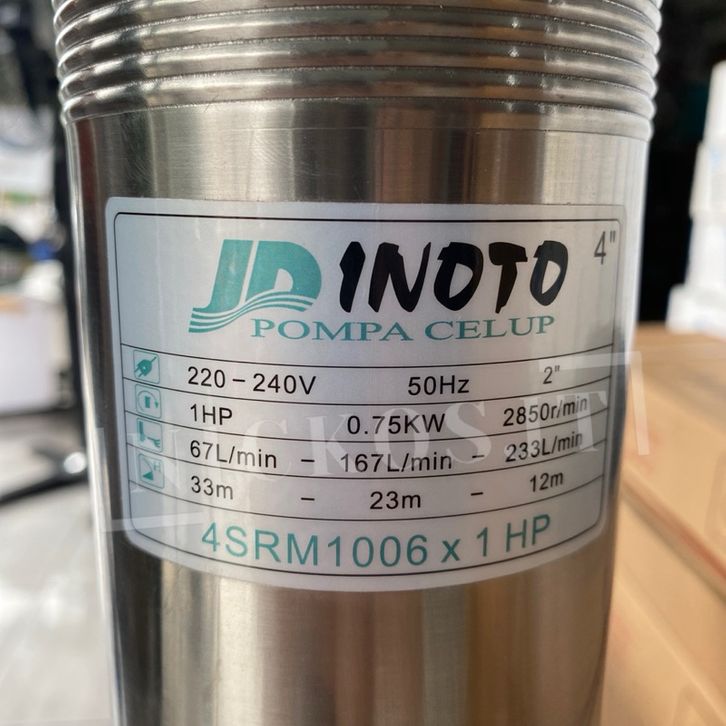 JD INOTO 4"
POMPA CELUP
220 – 240V 50Hz 2"
1HP 0.75KW 2850r/min
67L/min – 167L/min – 233L/min
33m – 23m – 12m
4SRM1006 x 1 HP